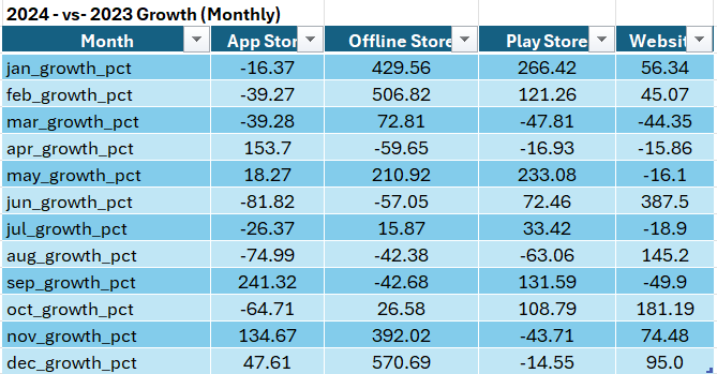 2024 - vs- 2023 Growth (Monthly)
Month App Stor Offline Store Play Store Websit
jan_growth_pct -16.37 429.56 266.42 56.34
feb_growth_pct -39.27 506.82 121.26 45.07
mar_growth_pct -39.28 72.81 -47.81 -44.35
apr_growth_pct 153.7 -59.65 -16.93 -15.86
may_growth_pct 18.27 210.92 233.08 -16.1
jun_growth_pct -81.82 -57.05 72.46 387.5
jul_growth_pct -26.37 15.87 33.42 -18.9
aug_growth_pct -74.99 -42.38 -63.06 145.2
sep_growth_pct 241.32 -42.68 131.59 -49.9
oct_growth_pct -64.71 26.58 108.79 181.19
nov_growth_pct 134.67 392.02 -43.71 74.48
dec_growth_pct 47.61 570.69 -14.55 95.0